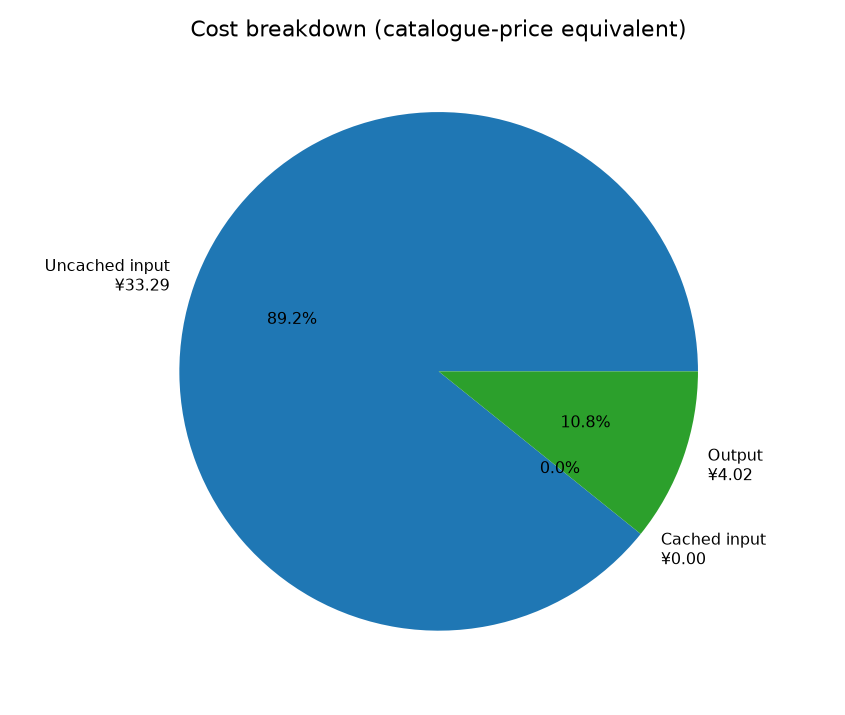 Cost breakdown (catalogue-price equivalent)
Uncached input
¥33.29
89.2%
10.8%
Output
¥4.02
0.0%
Cached input
¥0.00